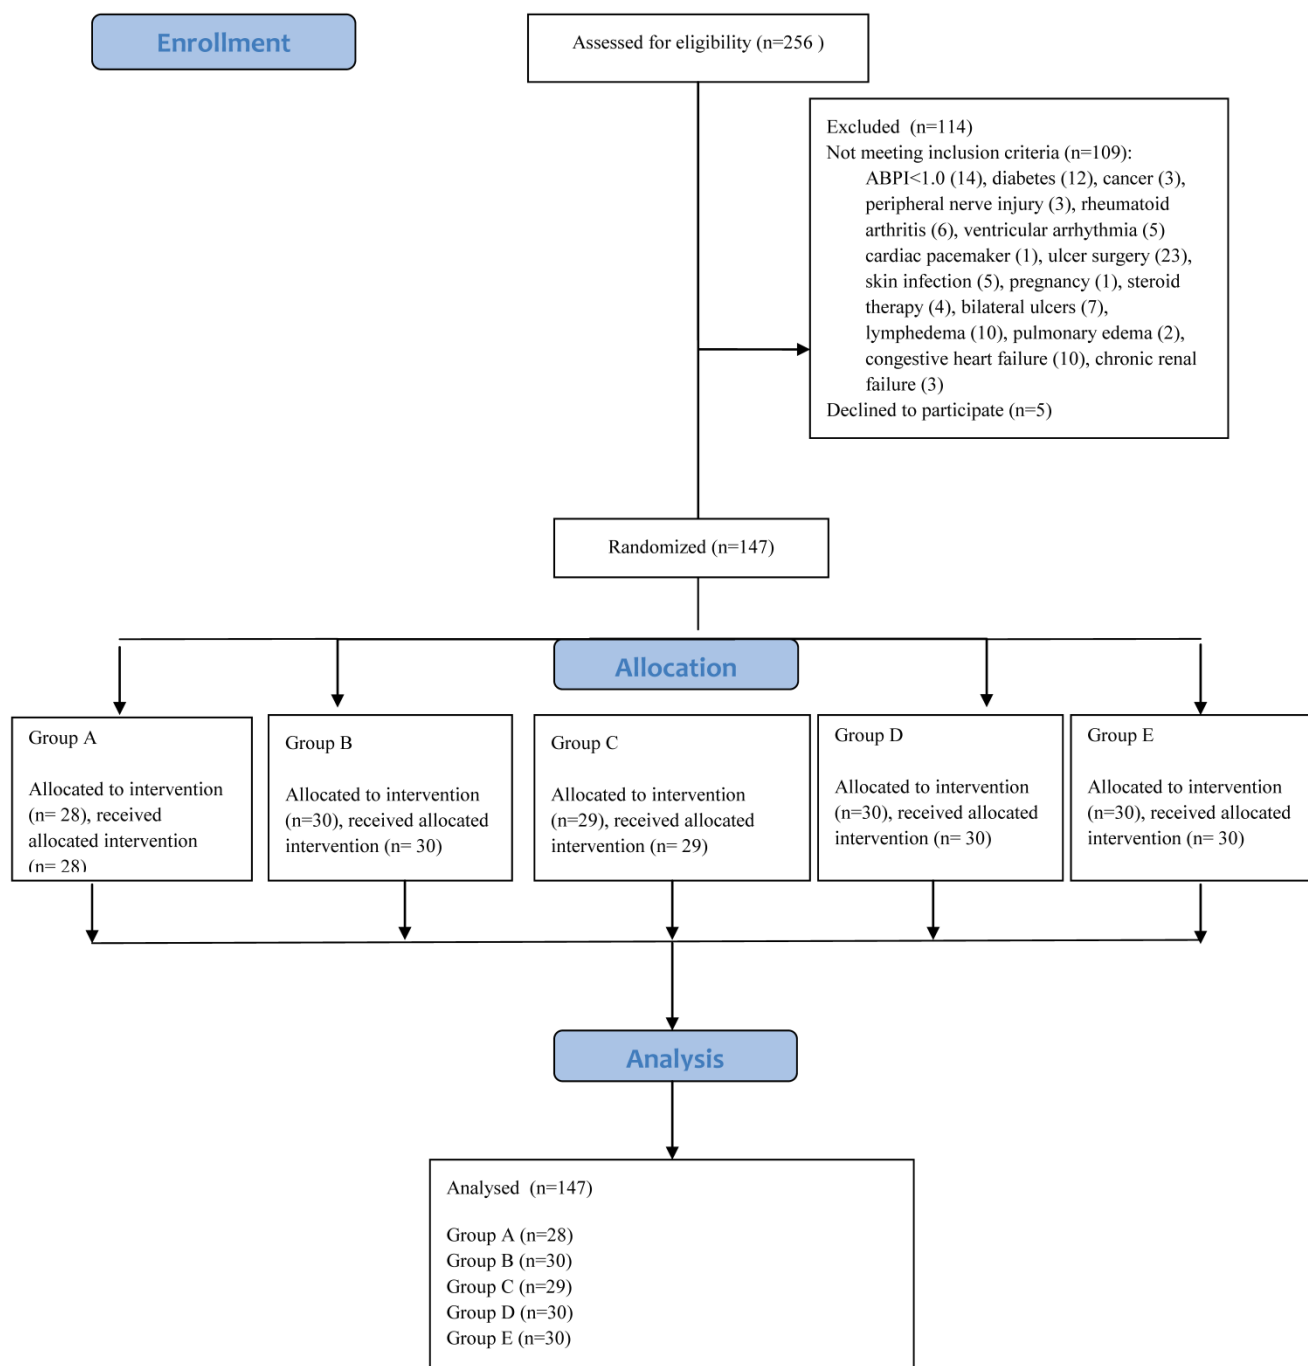 Enrollment
Assessed for eligibility (n=256 )
Excluded  (n=114)
Not meeting inclusion criteria (n=109):
ABPI<1.0 (14), diabetes (12), cancer (3),
peripheral nerve injury (3), rheumatoid
arthritis (6), ventricular arrhythmia (5)
cardiac pacemaker (1), ulcer surgery (23),
skin infection (5), pregnancy (1), steroid
therapy (4), bilateral ulcers (7),
lymphedema (10), pulmonary edema (2),
congestive heart failure (10), chronic renal
failure (3)
Declined to participate (n=5)
Randomized (n=147)
Allocation
Group A
Allocated to intervention
(n= 28), received
allocated intervention
(n= 28)
Group B
Allocated to intervention
(n=30), received allocated
intervention (n= 30)
Group C
Allocated to intervention
(n=29), received allocated
intervention (n= 29)
Group D
Allocated to intervention
(n=30), received allocated
intervention (n= 30)
Group E
Allocated to intervention
(n=30), received allocated
intervention (n= 30)
Analysis
Analysed  (n=147)
Group A (n=28)
Group B (n=30)
Group C (n=29)
Group D (n=30)
Group E (n=30)